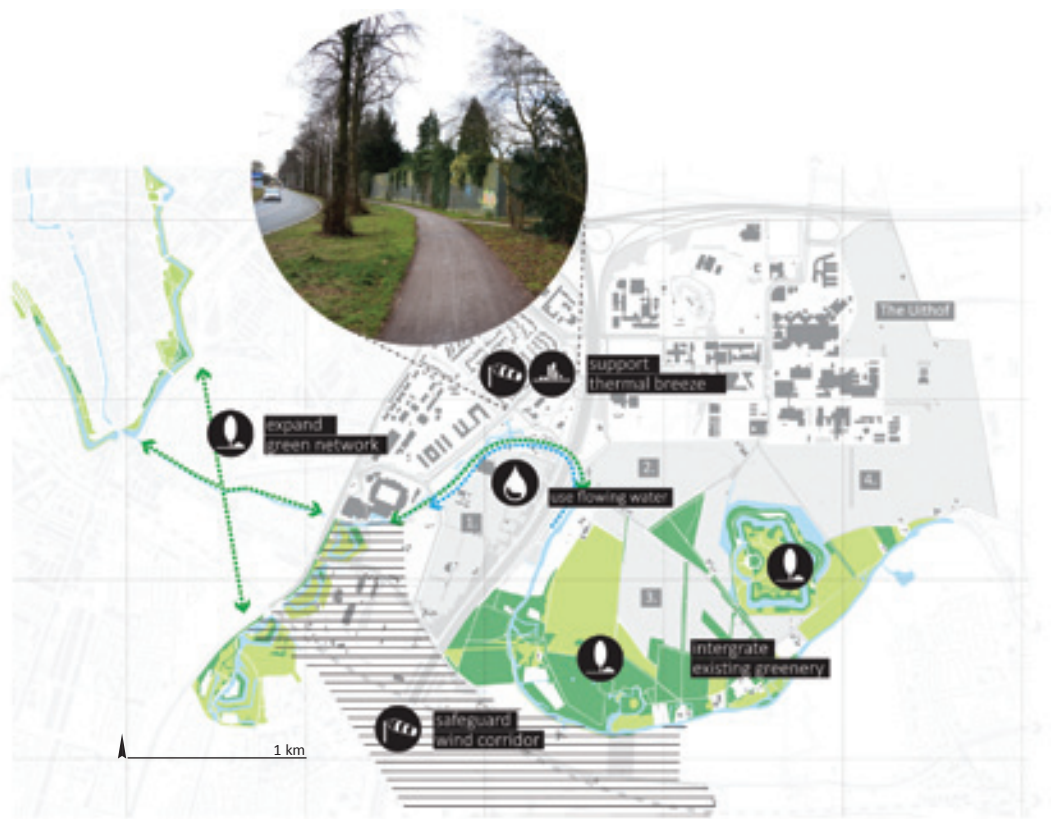 The Uithof
support
thermal breeze
expand
green network
2.
4.
use flowing water
1.
3.
intergrate
existing greenery
safeguard
wind corridor
1 km